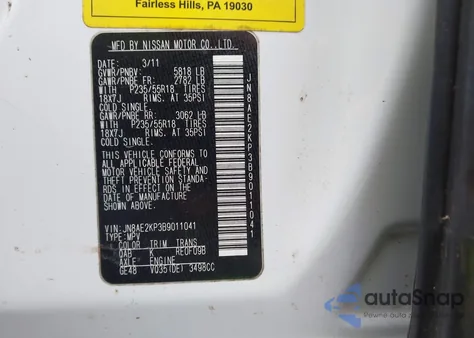 Fairless Hills, PA 19030
MFD BY NISSAN MOTOR CO.,LTD.
DATE: 3/11
GVWR/PNBV: 5818 LB
GAWR/PNBE FR: 2782 LB
WITH P235/55R18 TIRES
18X7J RIMS. AT 35PSI
COLD SINGLE.
GAWR/PNBE RR: 3062 LB
WITH P235/55R18 TIRES
18X7J RIMS. AT 35PSI
COLD SINGLE.
THIS VEHICLE CONFORMS TO
ALL APPLICABLE FEDERAL
MOTOR VEHICLE SAFETY STANDA-
RDS IN EFFECT ON THE DATE
OF MANUFACTURE SHOWN ABOVE.
VIN: JN8AE2KP3B9011041
TYPE: MPV
COLOR TRIM TRANS
QAB K RE0F09B
AXLE ENGINE
GE48 VQ35(DE) 3498CC
JN8AE2KP3B9011041
autoSnap